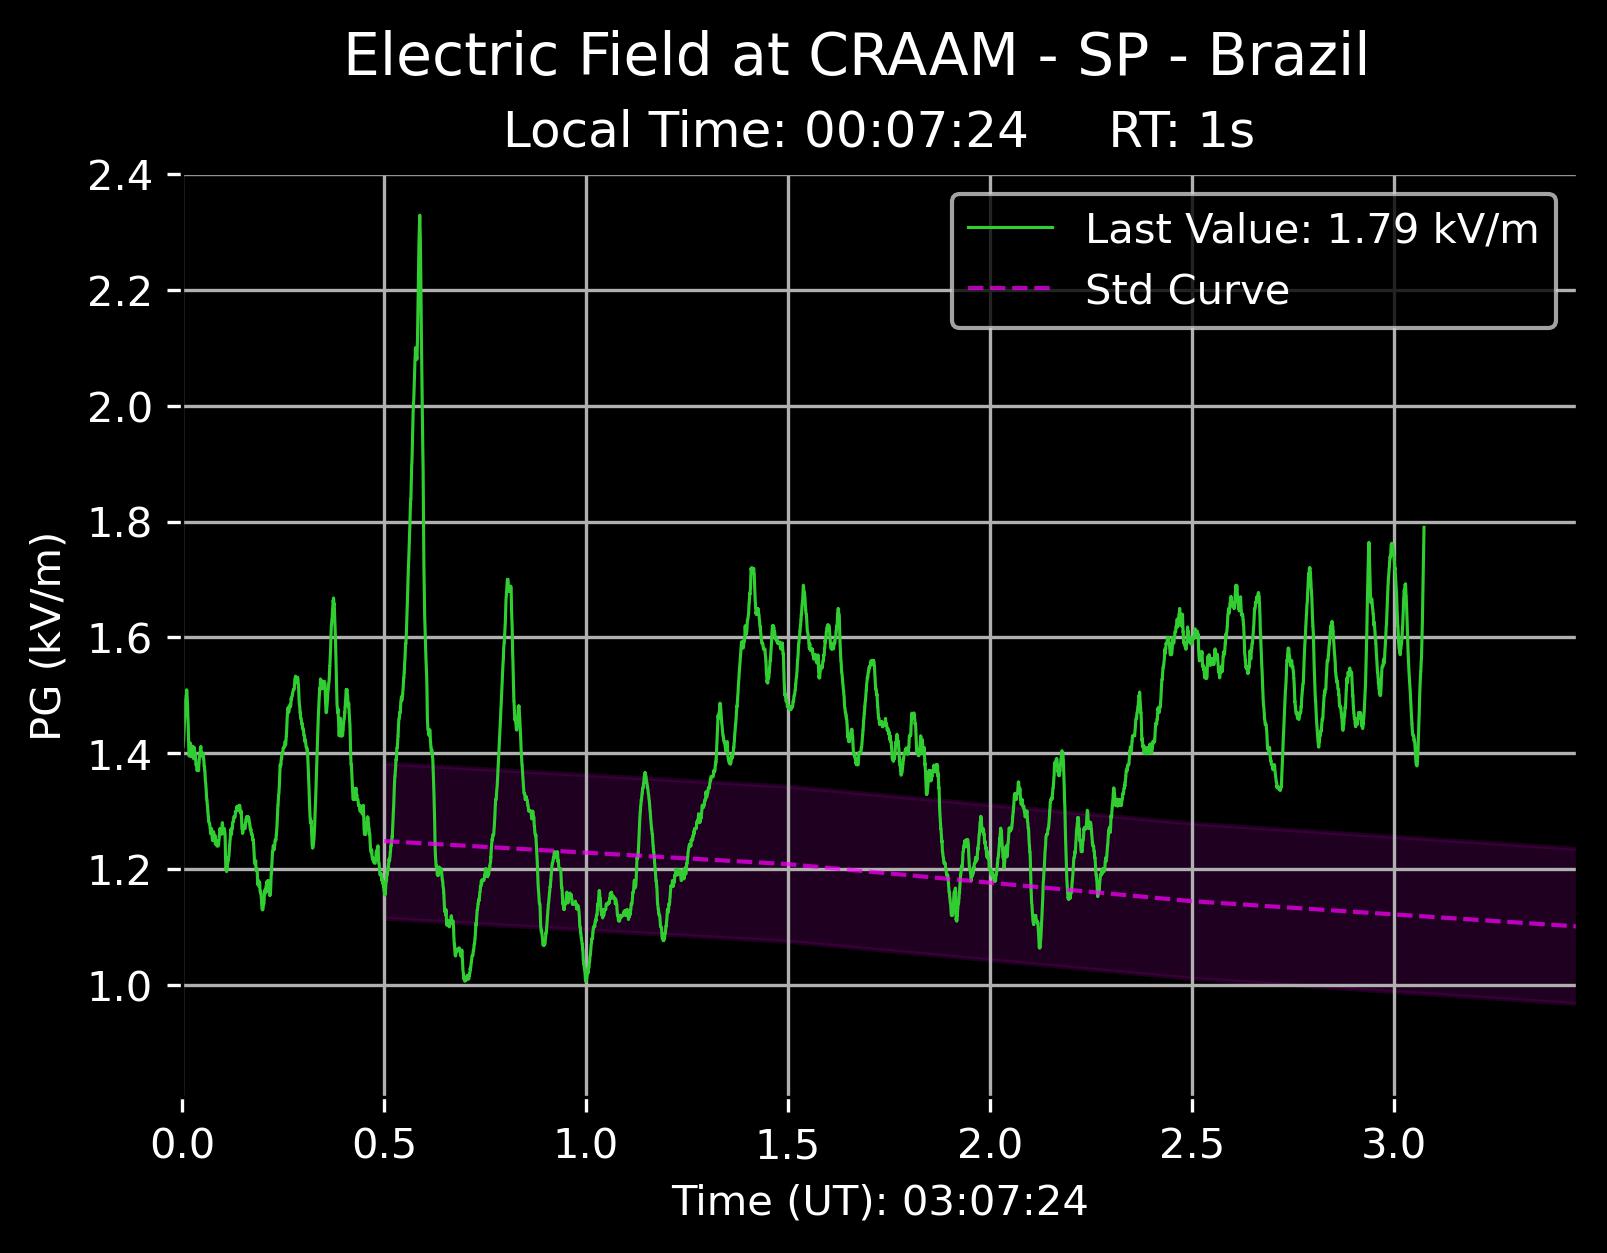 Electric Field at CRAAM - SP - Brazil
Local Time: 00:07:24 RT: 1s
Last Value: 1.79 kV/m
Std Curve
PG (kV/m)
2.4
2.2
2.0
1.8
1.6
1.4
1.2
1.0
0.0 0.5 1.0 1.5 2.0 2.5 3.0
Time (UT): 03:07:24